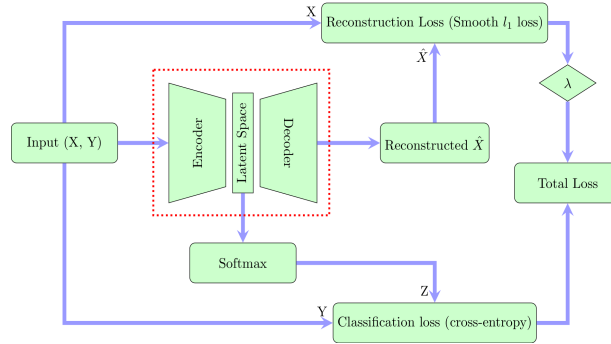 X
Reconstruction Loss (Smooth l₁ loss)
X̂
λ
Input (X, Y)
Encoder
Latent Space
Decoder
Reconstructed X̂
Total Loss
Softmax
Z
Y
Classification loss (cross-entropy)